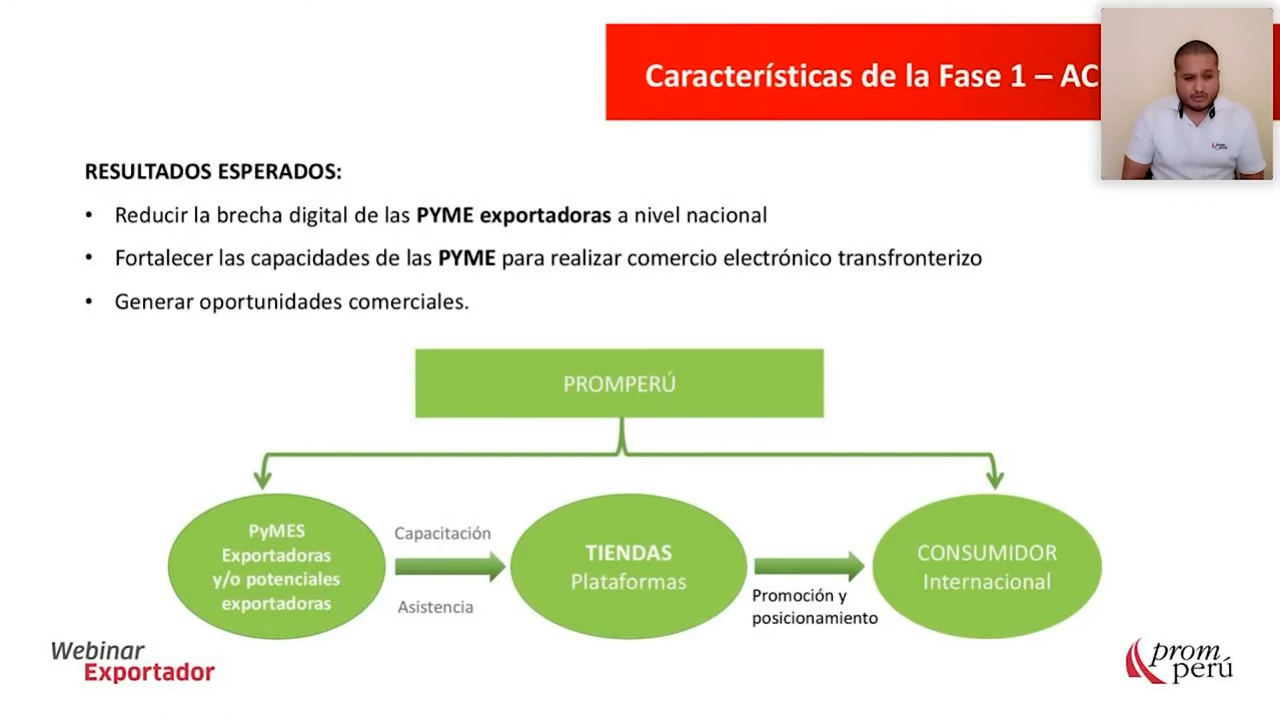 Características de la Fase 1 – AC
RESULTADOS ESPERADOS:
• Reducir la brecha digital de las PYME exportadoras a nivel nacional
• Fortalecer las capacidades de las PYME para realizar comercio electrónico transfronterizo
• Generar oportunidades comerciales.
PROMPERÚ
PyMES
Exportadoras
y/o potenciales
exportadoras
Capacitación
Asistencia
TIENDAS
Plataformas
Promoción y
posicionamiento
CONSUMIDOR
Internacional
Webinar
Exportador
prom
perú